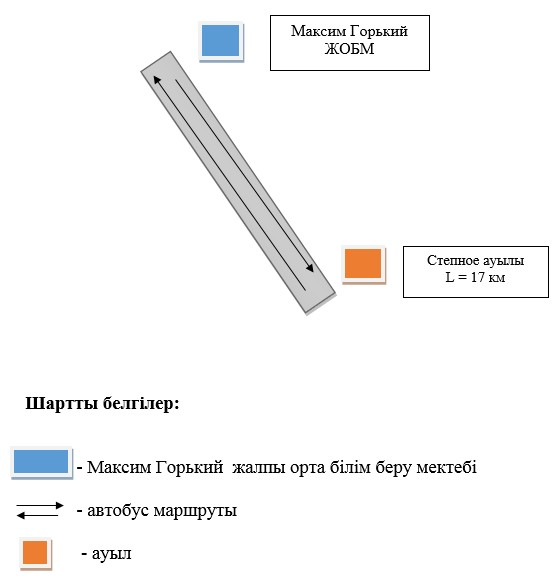 Максим Горький
ЖОБМ
Степное ауылы
L = 17 км
Шартты белгілер:
- Максим Горький жалпы орта білім беру мектебі
- автобус маршруты
- ауыл